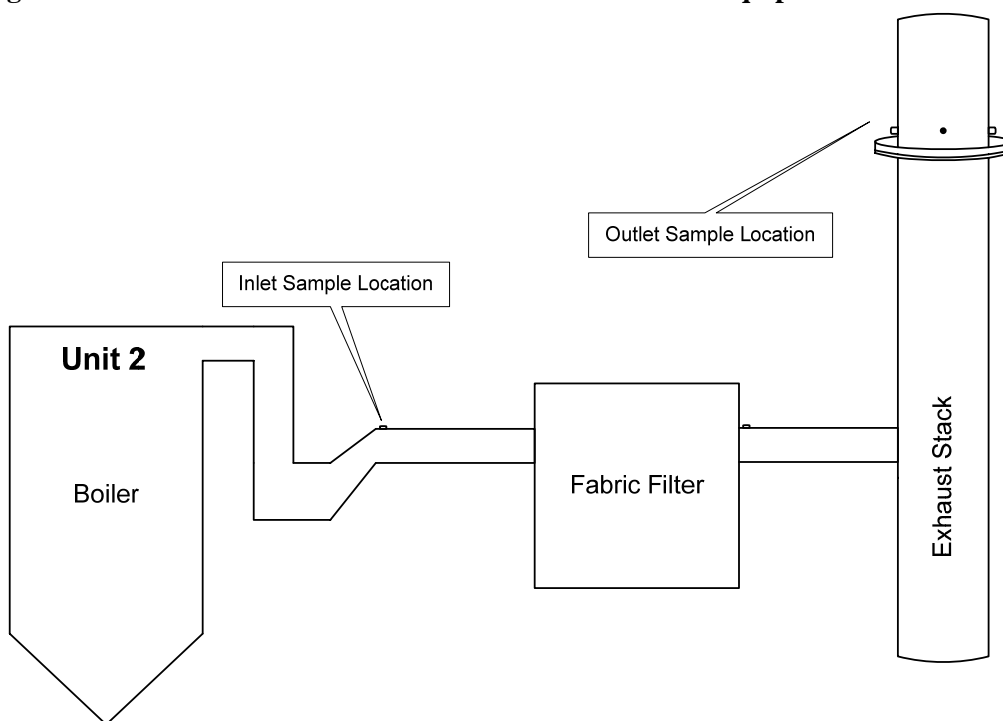 Outlet Sample Location
Inlet Sample Location
Unit 2
Boiler
Fabric Filter
Exhaust Stack